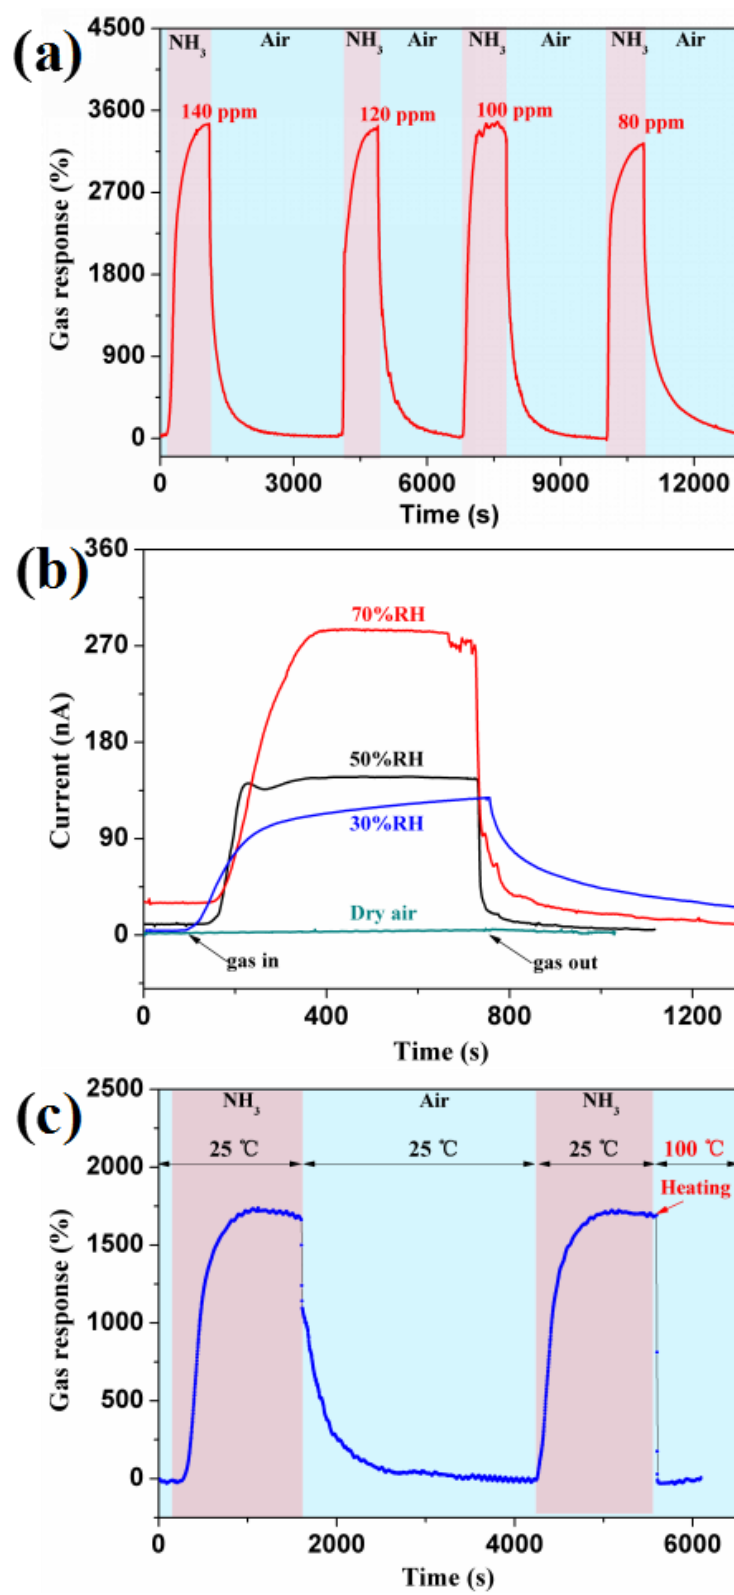 (a)
NH3 Air NH3 Air NH3 Air NH3 Air
140 ppm 120 ppm 100 ppm 80 ppm
4500
3600
2700
1800
900
0
Gas response (%)
0 3000 6000 9000 12000
Time (s)
(b)
360
270
180
90
0
Current (nA)
70%RH
50%RH
30%RH
Dry air
gas in gas out
0 400 800 1200
Time (s)
(c)
2500
2000
1500
1000
500
0
Gas response (%)
NH3 Air NH3
25 ℃ 25 ℃ 25 ℃ 100 ℃
Heating
0 2000 4000 6000
Time (s)